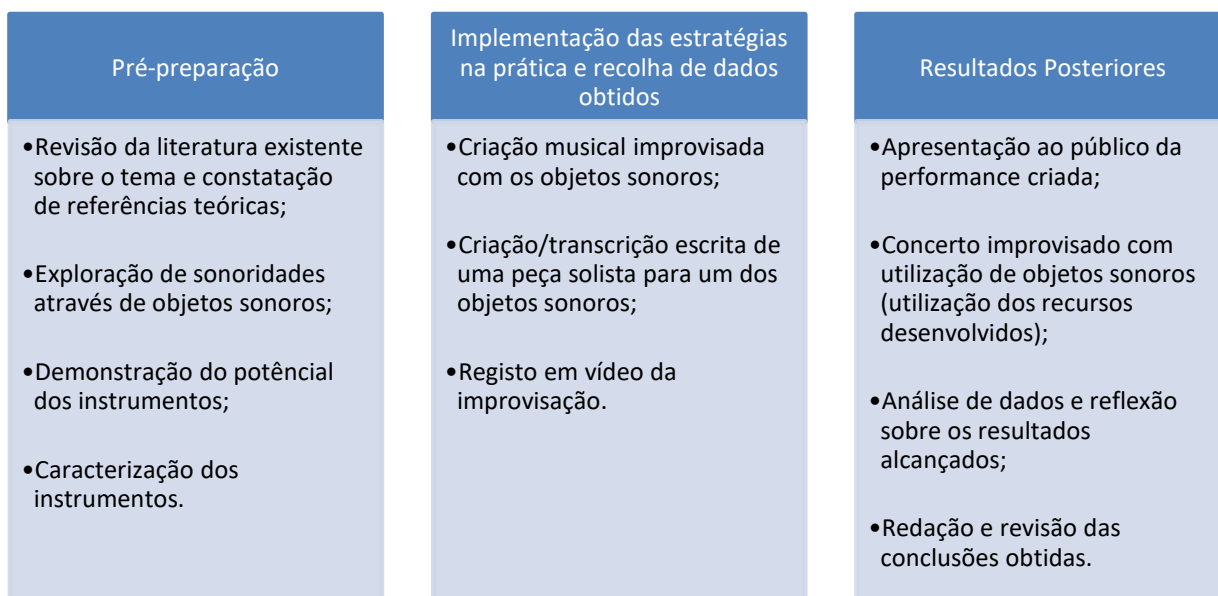 Pré-preparação
•Revisão da literatura existente
sobre o tema e constatação
de referências teóricas;
•Exploração de sonoridades
através de objetos sonoros;
•Demonstração do potêncial
dos instrumentos;
•Caracterização dos
instrumentos.
Implementação das estratégias
na prática e recolha de dados
obtidos
•Criação musical improvisada
com os objetos sonoros;
•Criação/transcrição escrita de
uma peça solista para um dos
objetos sonoros;
•Registo em vídeo da
improvisação.
Resultados Posteriores
•Apresentação ao público da
performance criada;
•Concerto improvisado com
utilização de objetos sonoros
(utilização dos recursos
desenvolvidos);
•Análise de dados e reflexão
sobre os resultados
alcançados;
•Redação e revisão das
conclusões obtidas.